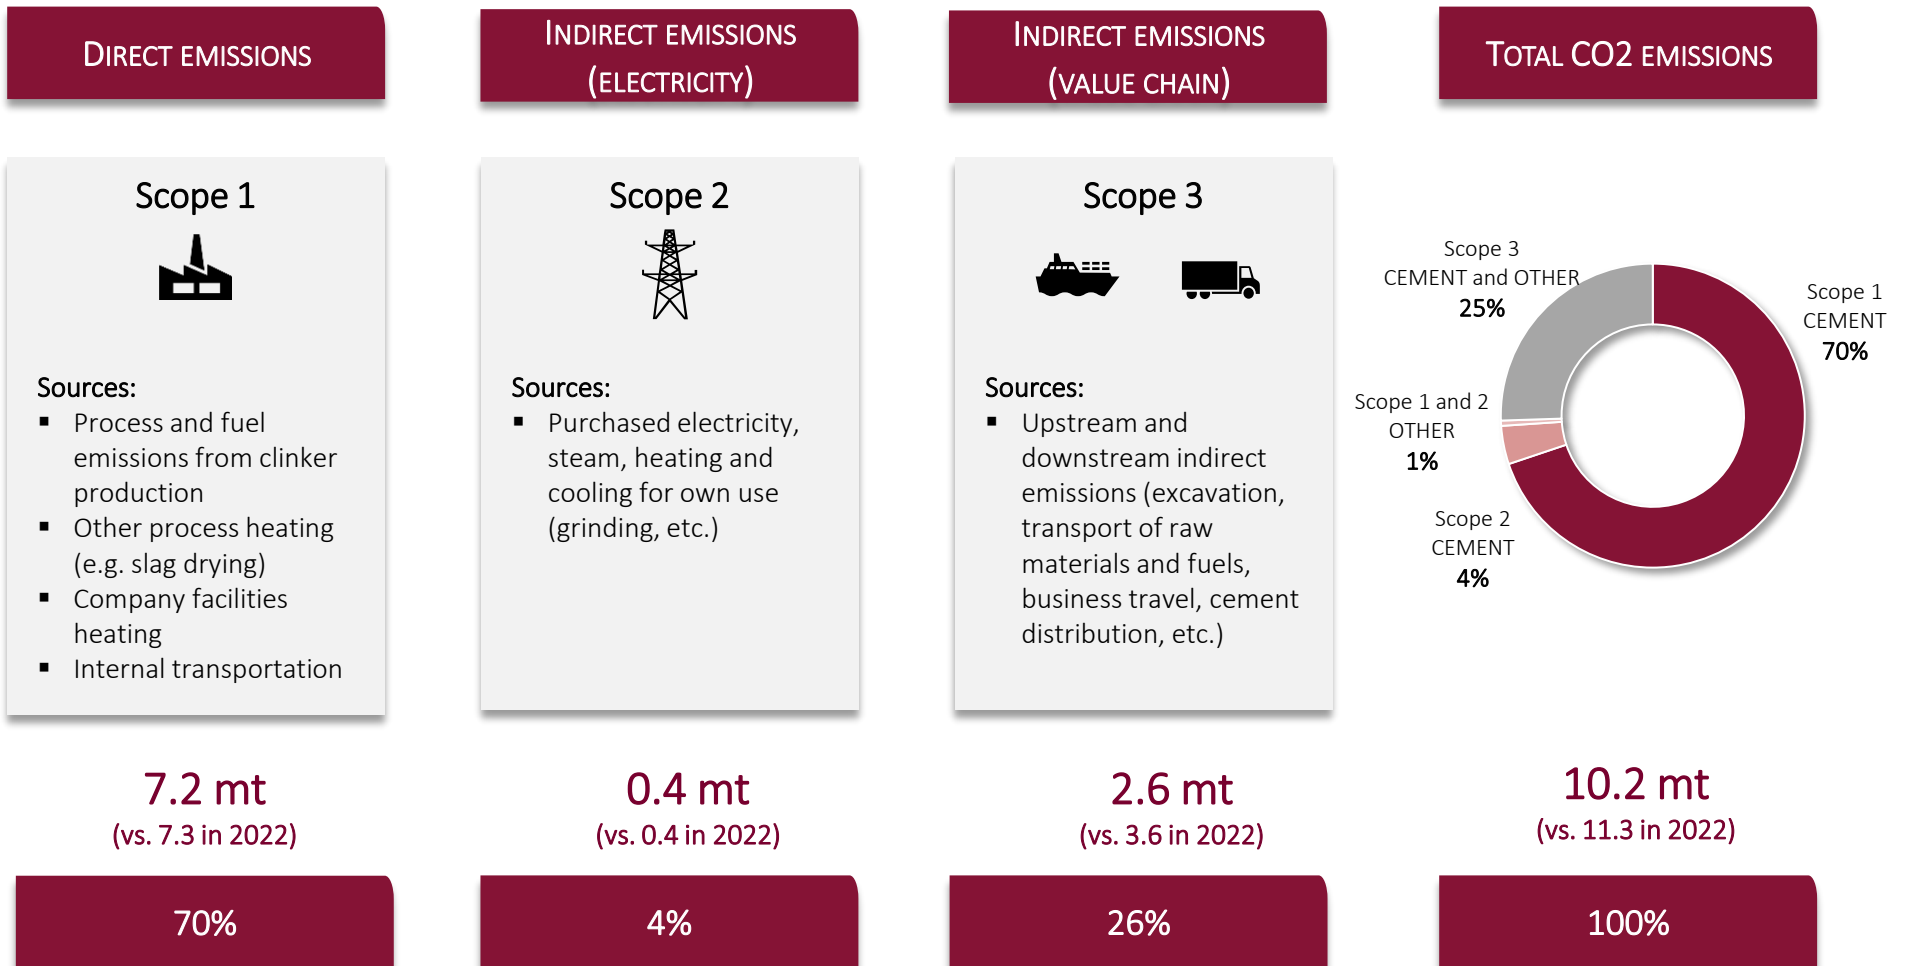 DIRECT EMISSIONS
INDIRECT EMISSIONS
(ELECTRICITY)
INDIRECT EMISSIONS
(VALUE CHAIN)
TOTAL CO2 EMISSIONS
Scope 1
Sources:
▪ Process and fuel
emissions from clinker
production
▪ Other process heating
(e.g. slag drying)
▪ Company facilities
heating
▪ Internal transportation
Scope 2
Sources:
▪ Purchased electricity,
steam, heating and
cooling for own use
(grinding, etc.)
Scope 3
Sources:
▪ Upstream and
downstream indirect
emissions (excavation,
transport of raw
materials and fuels,
business travel, cement
distribution, etc.)
Scope 3
CEMENT and OTHER
25%
Scope 1
CEMENT
70%
Scope 1 and 2
OTHER
1%
Scope 2
CEMENT
4%
7.2 mt
(vs. 7.3 in 2022)
0.4 mt
(vs. 0.4 in 2022)
2.6 mt
(vs. 3.6 in 2022)
10.2 mt
(vs. 11.3 in 2022)
70%
4%
26%
100%